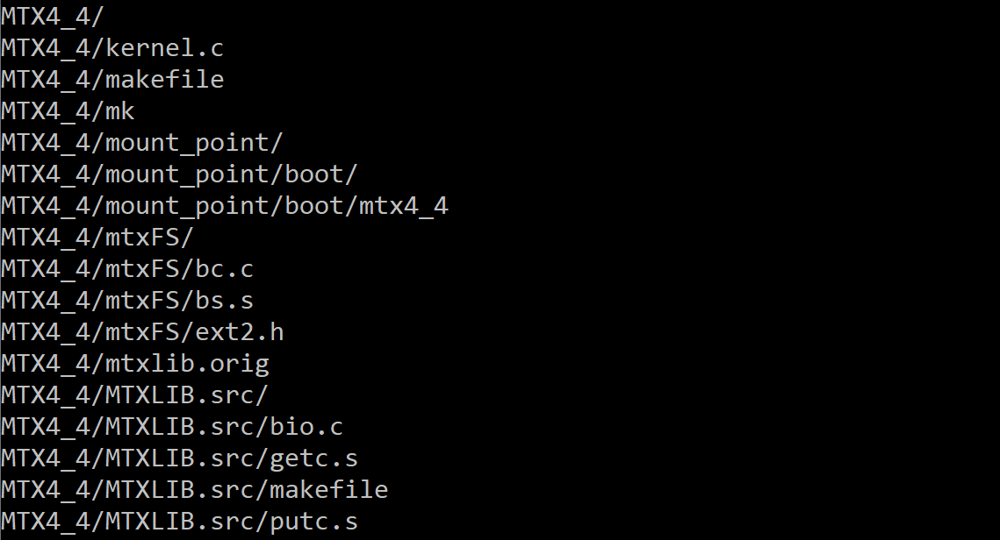 MTX4_4/
MTX4_4/kernel.c
MTX4_4/makefile
MTX4_4/mk
MTX4_4/mount_point/
MTX4_4/mount_point/boot/
MTX4_4/mount_point/boot/mtx4_4
MTX4_4/mtxFS/
MTX4_4/mtxFS/bc.c
MTX4_4/mtxFS/bs.s
MTX4_4/mtxFS/ext2.h
MTX4_4/mtxlib.orig
MTX4_4/MTXLIB.src/
MTX4_4/MTXLIB.src/bio.c
MTX4_4/MTXLIB.src/getc.s
MTX4_4/MTXLIB.src/makefile
MTX4_4/MTXLIB.src/putc.s